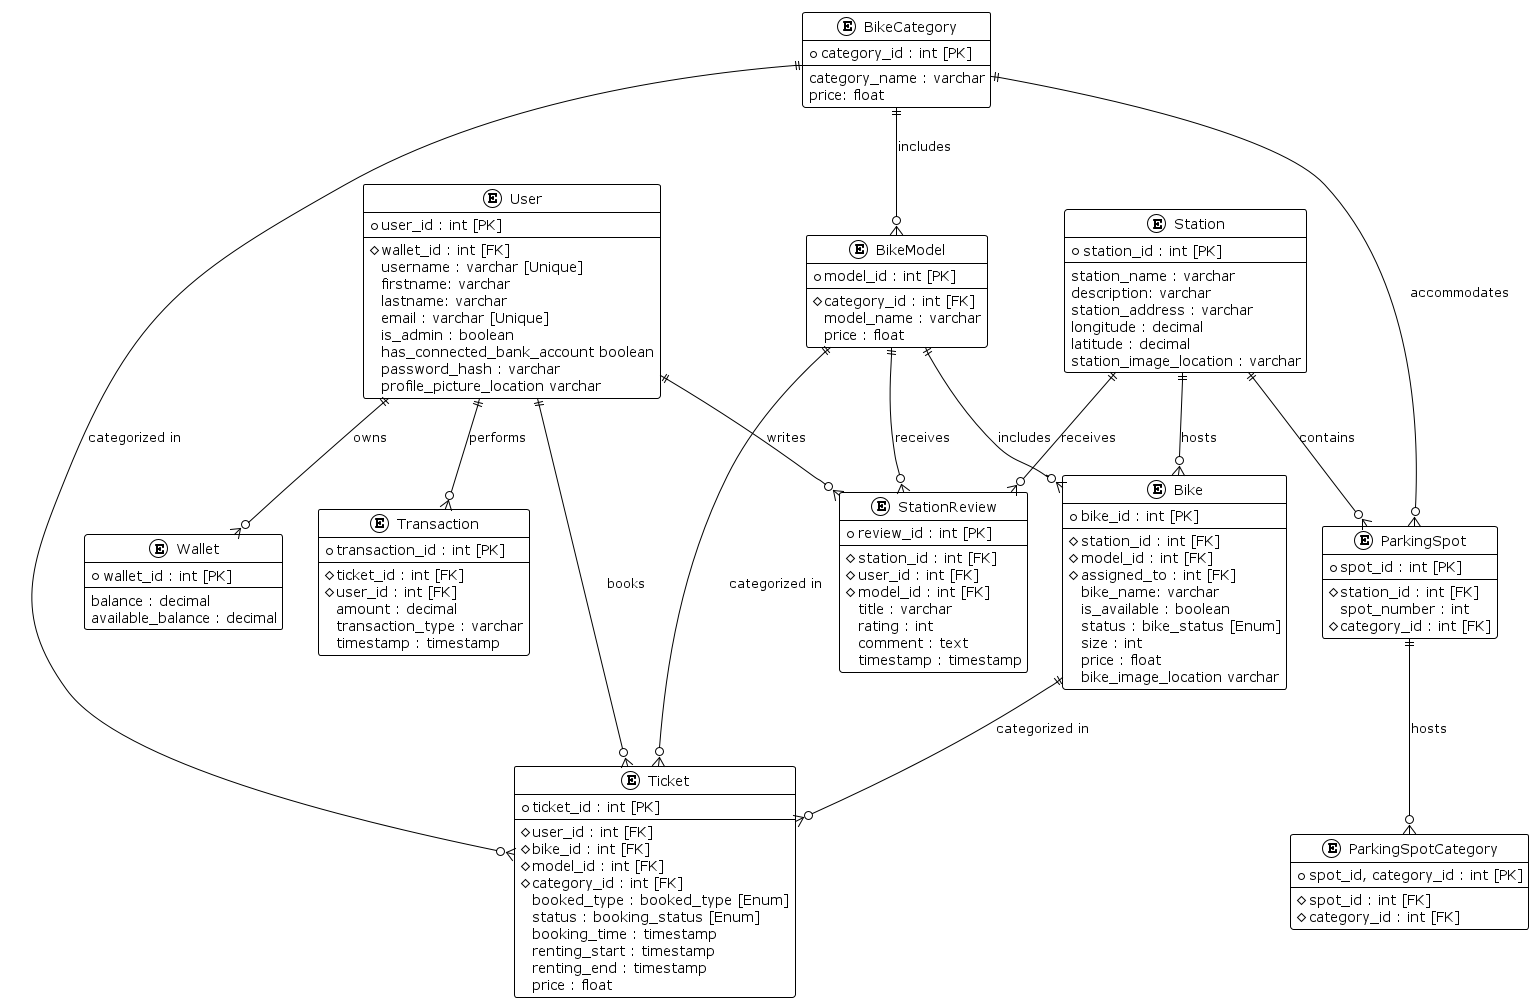 E BikeCategory
category_id : int [PK]
category_name : varchar
price: float
includes
E User
user_id : int [PK]
wallet_id : int [FK]
username : varchar [Unique]
firstname: varchar
lastname: varchar
email : varchar [Unique]
is_admin : boolean
has_connected_bank_account boolean
password_hash : varchar
profile_picture_location varchar
E BikeModel
model_id : int [PK]
category_id : int [FK]
model_name : varchar
price : float
E Station
station_id : int [PK]
station_name : varchar
description: varchar
station_address : varchar
longitude : decimal
latitude : decimal
station_image_location : varchar
accommodates
categorized in
owns
performs
writes
receives
includes
receives
hosts
contains
E Wallet
wallet_id : int [PK]
balance : decimal
available_balance : decimal
E Transaction
transaction_id : int [PK]
ticket_id : int [FK]
user_id : int [FK]
amount : decimal
transaction_type : varchar
timestamp : timestamp
books
categorized in
E StationReview
review_id : int [PK]
station_id : int [FK]
user_id : int [FK]
model_id : int [FK]
title : varchar
rating : int
comment : text
timestamp : timestamp
E Bike
bike_id : int [PK]
station_id : int [FK]
model_id : int [FK]
assigned_to : int [FK]
bike_name: varchar
is_available : boolean
status : bike_status [Enum]
size : int
price : float
bike_image_location varchar
E ParkingSpot
spot_id : int [PK]
station_id : int [FK]
spot_number : int
category_id : int [FK]
categorized in
hosts
E Ticket
ticket_id : int [PK]
user_id : int [FK]
bike_id : int [FK]
model_id : int [FK]
category_id : int [FK]
booked_type : booked_type [Enum]
status : booking_status [Enum]
booking_time : timestamp
renting_start : timestamp
renting_end : timestamp
price : float
E ParkingSpotCategory
spot_id, category_id : int [PK]
spot_id : int [FK]
category_id : int [FK]